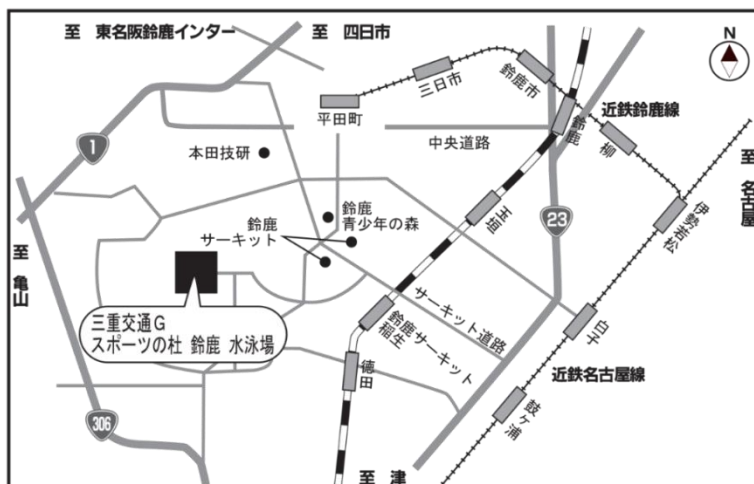 至 東名阪鈴鹿インター
至 四日市
N
三日市
鈴鹿市
平田町
鈴鹿
近鉄鈴鹿線
柳
中央道路
1
本田技研
至 名古屋
伊勢若松
玉垣
鈴鹿
青少年の森
鈴鹿
サーキット
23
至 亀山
三重交通G
スポーツの杜 鈴鹿 水泳場
サーキット道路
白子
鈴鹿サーキット
稲生
徳田
近鉄名古屋線
鼓ヶ浦
306
至 津